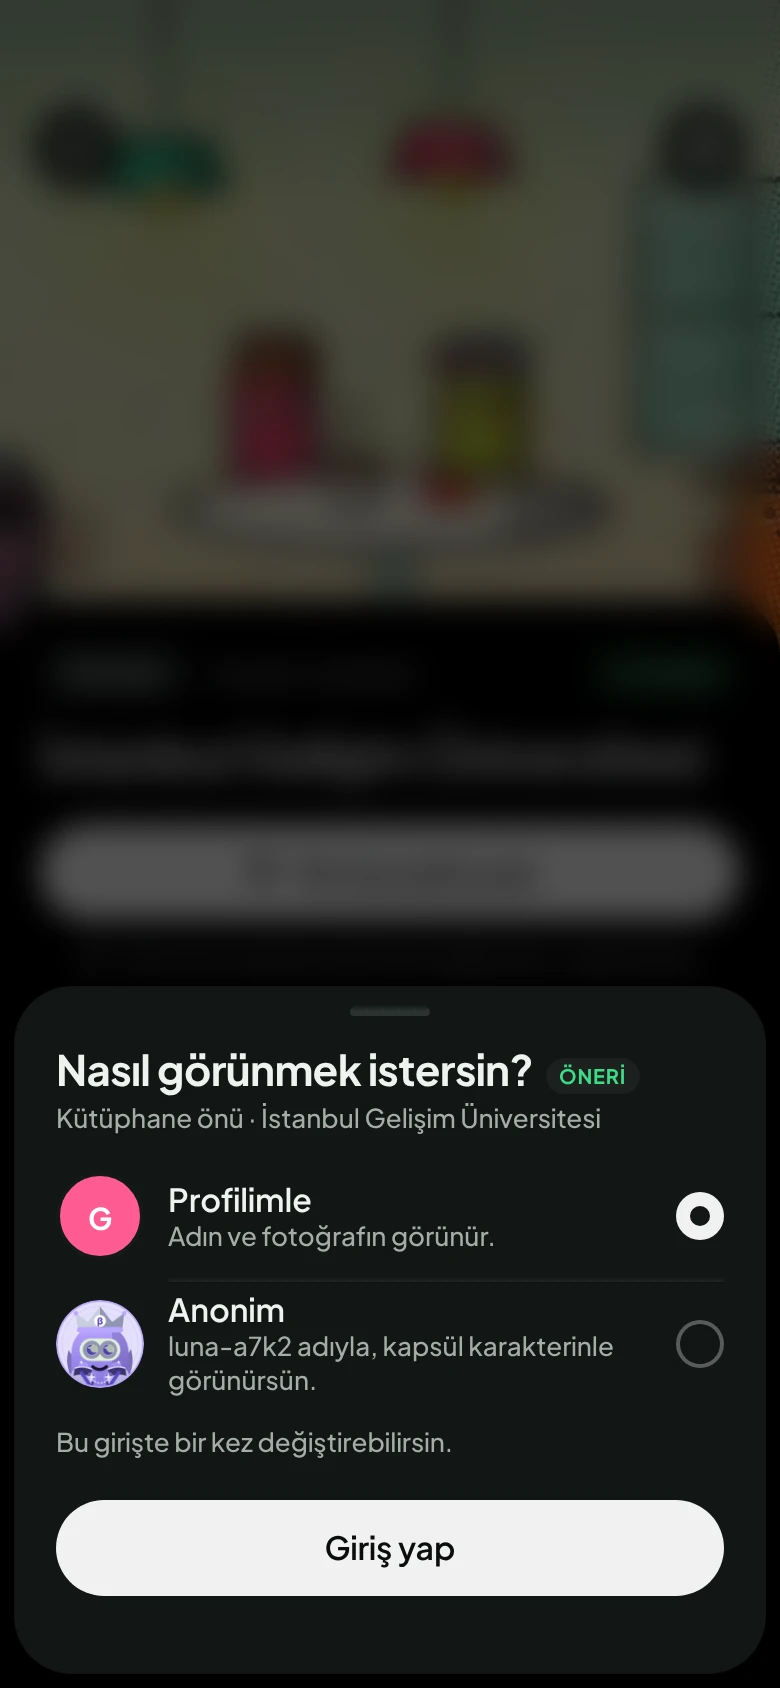 Nasıl görünmek istersin? ÖNERİ
Kütüphane önü · İstanbul Gelişim Üniversitesi
G
Profilimle
Adın ve fotoğrafın görünür.
Anonim
luna-a7k2 adıyla, kapsül karakterinle
görünürsün.
Bu girişte bir kez değiştirebilirsin.
Giriş yap